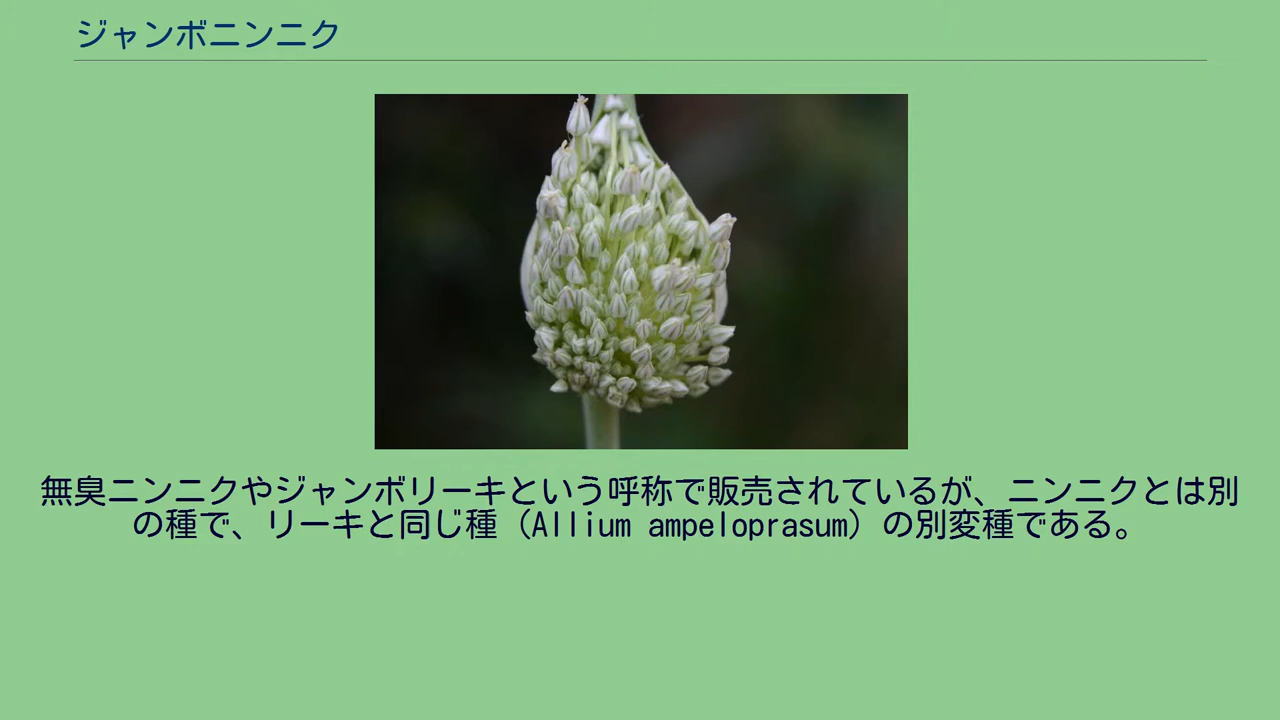 ジャンボニンニク
無臭ニンニクやジャンボリーキという呼称で販売されているが、ニンニクとは別
の種で、リーキと同じ種（Allium ampeloprasum）の別変種である。